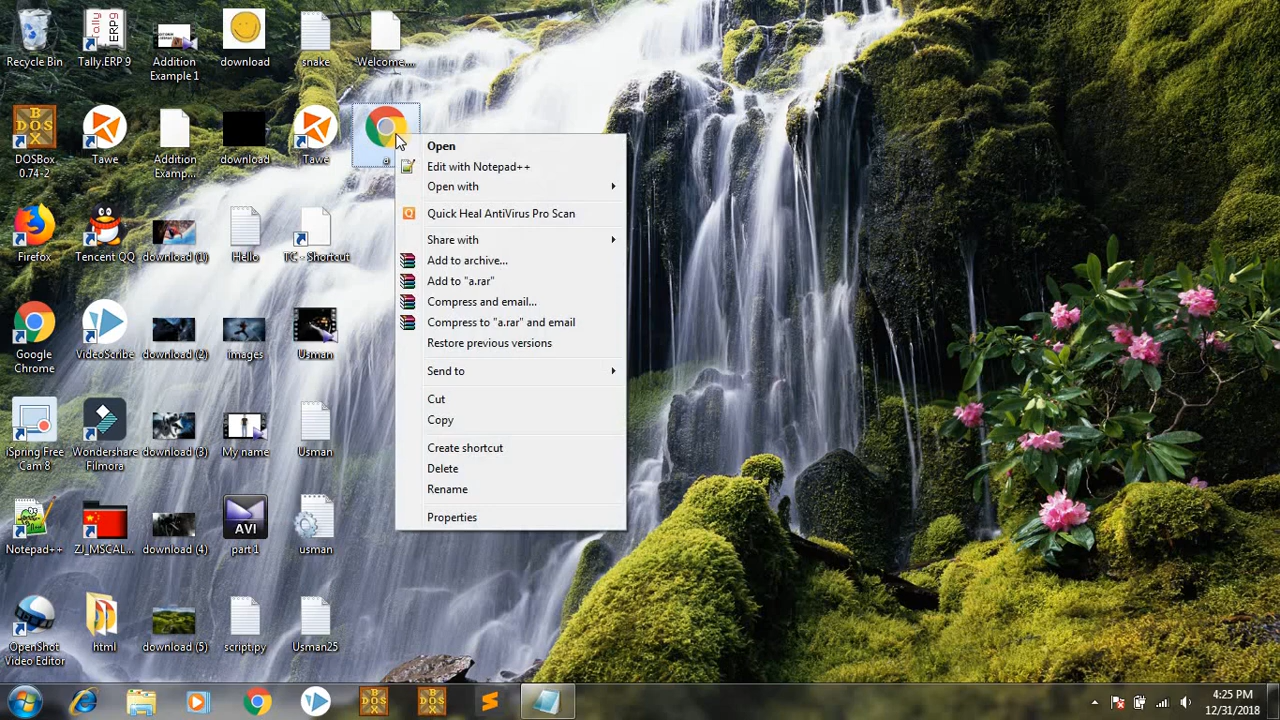 Recycle Bin
Tally.ERP 9
Addition
Example 1
download
snake
Welcome....
DOSBox
0.74-2
Tawe
Addition
Examp...
download
Tawe
a
Firefox
Tencent QQ
download (1)
Hello
TC - Shortcut
Google
Chrome
VideoScribe
download (2)
images
Usman
iSpring Free
Cam 8
Wondershare
Filmora
download (3)
My name
Usman
Notepad++
ZJ_MSCAL...
download (4)
AVI
part 1
usman
OpenShot
Video Editor
html
download (5)
script.py
Usman25
Open
Edit with Notepad++
Open with
Quick Heal AntiVirus Pro Scan
Share with
Add to archive...
Add to "a.rar"
Compress and email...
Compress to "a.rar" and email
Restore previous versions
Send to
Cut
Copy
Create shortcut
Delete
Rename
Properties
4:25 PM
12/31/2018